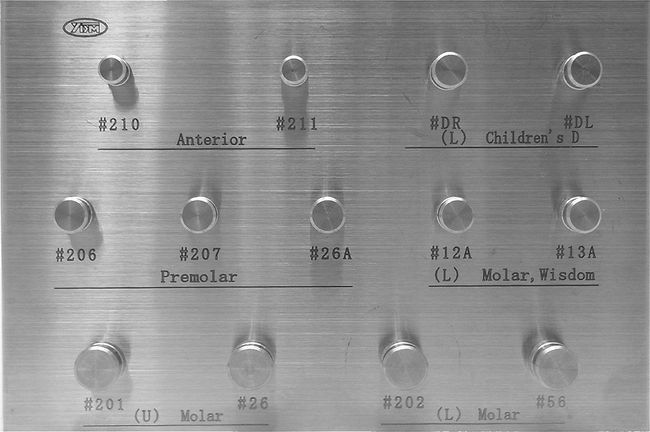 YDM
#210 #211 #DR #DL
Anterior (L) Children's D
#206 #207 #26A #12A #13A
Premolar (L) Molar, Wisdom
#201 #26 #202 #56
(U) Molar (L) Molar